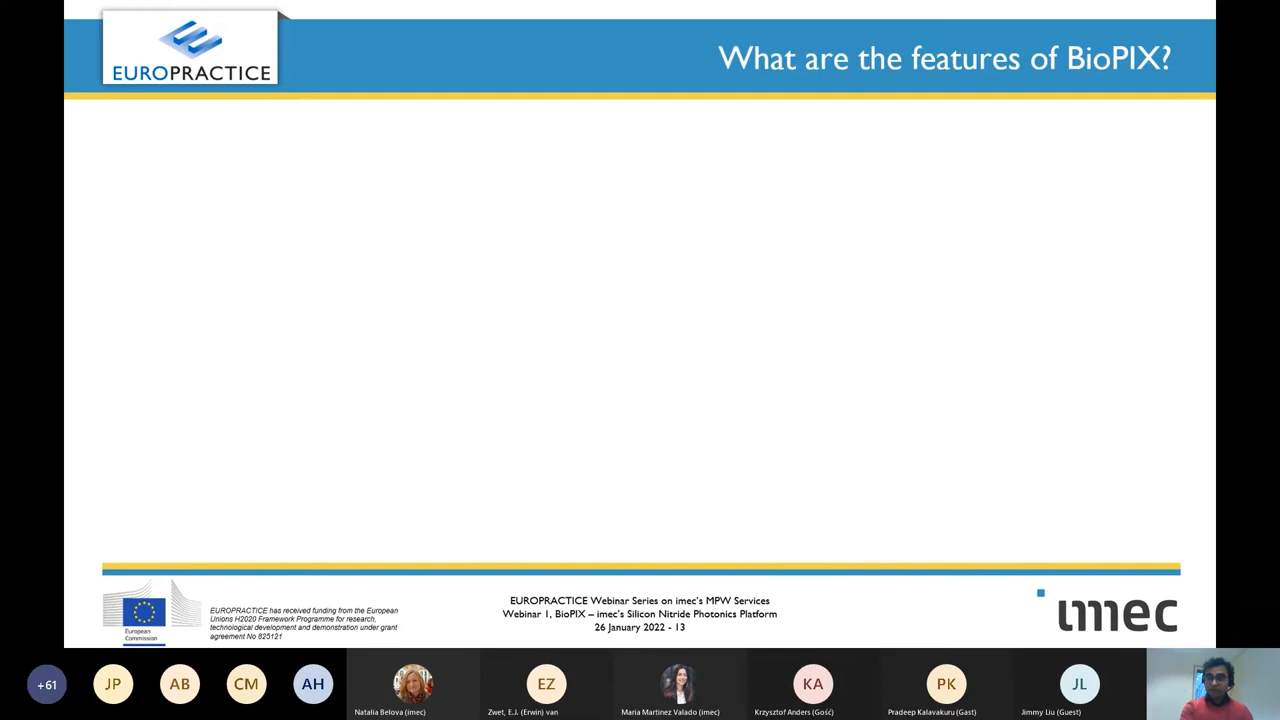 EUROPRACTICE
What are the features of BioPIX?
European
Commission
EUROPRACTICE has received funding from the European
Unions H2020 Framework Programme for research,
technological development and demonstration under grant
agreement No 825121
EUROPRACTICE Webinar Series on imec's MPW Services
Webinar 1, BioPIX – imec's Silicon Nitride Photonics Platform
26 January 2022 - 13
imec
+61
JP
AB
CM
AH
Natalia Belova (imec)
EZ
Zwet, E.J. (Erwin) van
Maria Martinez Valado (imec)
KA
Krzysztof Anders (Gość)
PK
Pradeep Kalavakuru (Gast)
JL
Jimmy Liu (Guest)